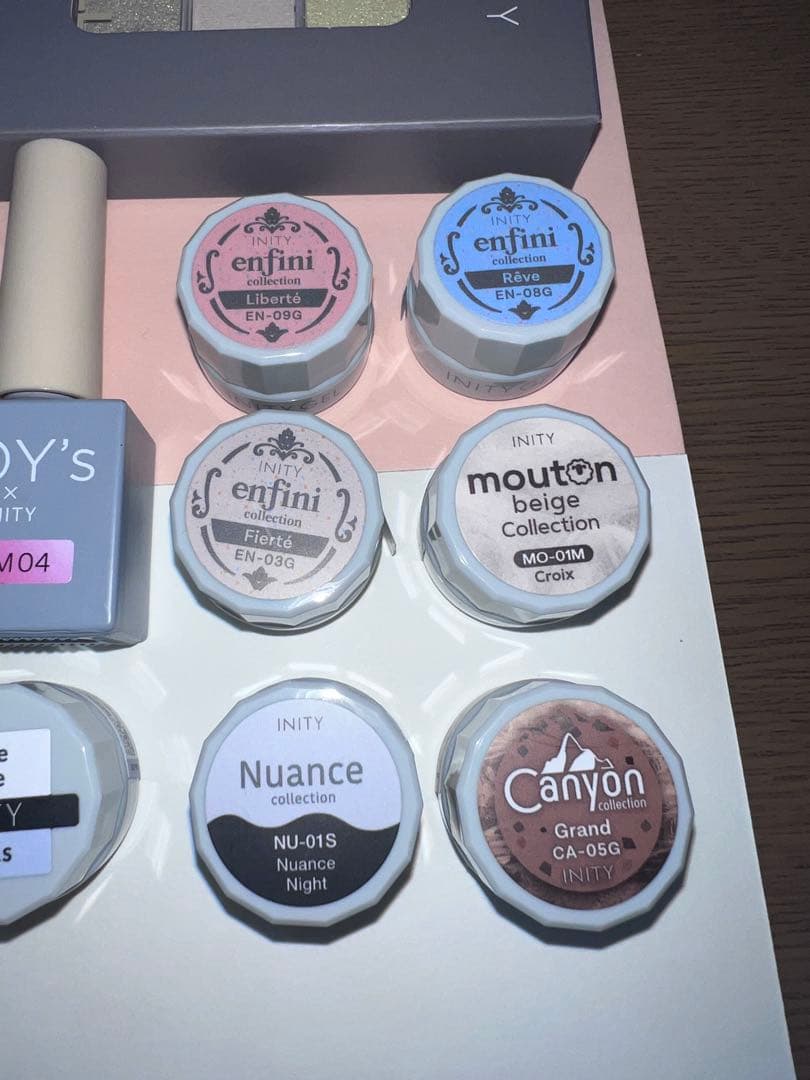 Y
INITY
enfini
collection
Liberté
EN-09G
INITY
enfini
collection
Rêve
EN-08G
INITY GEL
OY's
×
INITY
M04
INITY
enfini
collection
Fierté
EN-03G
INITY
mouton
beige
Collection
MO-01M
Croix
INITY
Nuance
collection
NU-01S
Nuance
Night
Canyon
collection
Grand
CA-05G
INITY